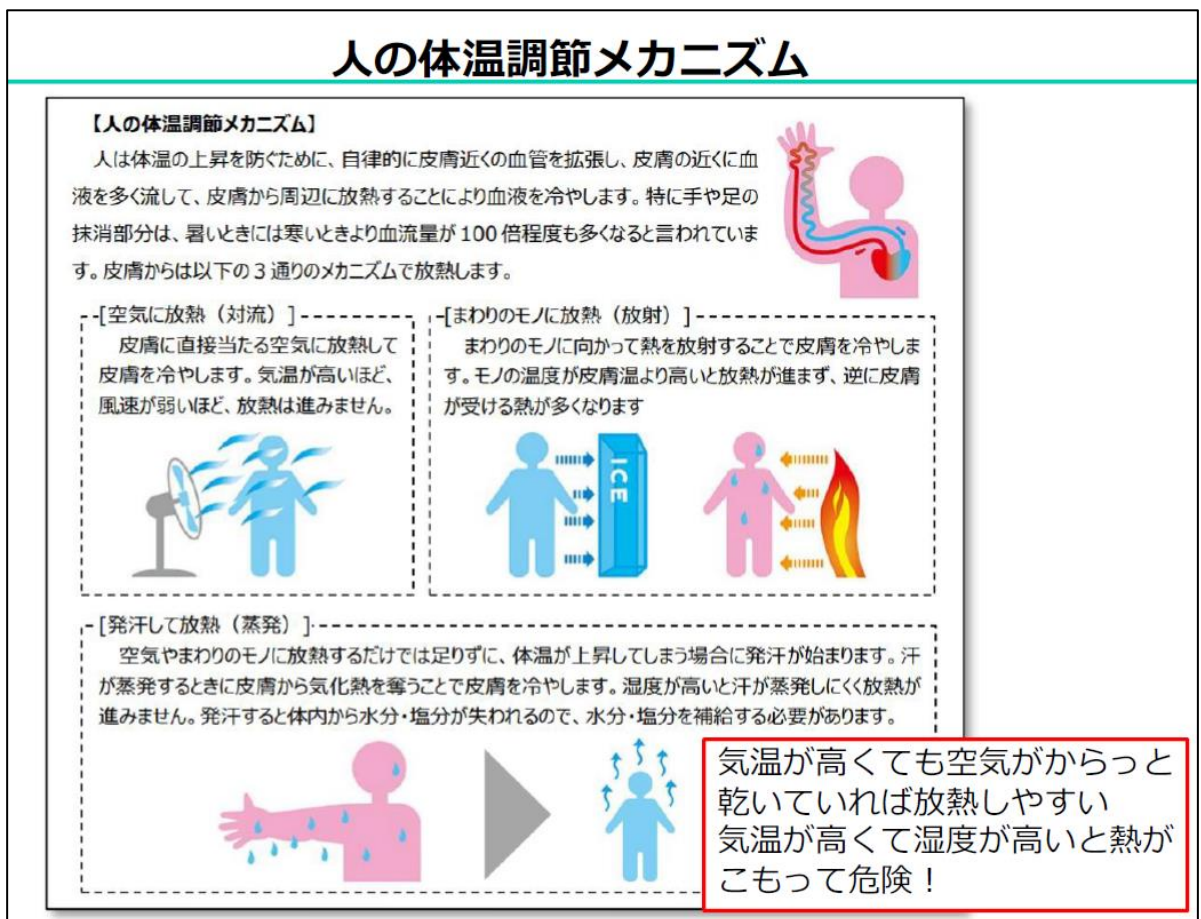 人の体温調節メカニズム
【人の体温調節メカニズム】
人は体温の上昇を防ぐために、自律的に皮膚近くの血管を拡張し、皮膚の近くに血
液を多く流して、皮膚から周辺に放熱することにより血液を冷やします。特に手や足の
抹消部分は、暑いときには寒いときより血流量が100倍程度も多くなると言われていま
す。皮膚からは以下の3通りのメカニズムで放熱します。
[空気に放熱（対流）]
皮膚に直接当たる空気に放熱して
皮膚を冷やします。気温が高いほど、
風速が弱いほど、放熱は進みません。
[まわりのモノに放熱（放射）]
まわりのモノに向かって熱を放射することで皮膚を冷やしま
す。モノの温度が皮膚温より高いと放熱が進まず、逆に皮膚
が受ける熱が多くなります
ICE
[発汗して放熱（蒸発）]
空気やまわりのモノに放熱するだけでは足りずに、体温が上昇してしまう場合に発汗が始まります。汗
が蒸発するときに皮膚から気化熱を奪うことで皮膚を冷やします。湿度が高いと汗が蒸発しにくく放熱が
進みません。発汗すると体内から水分・塩分が失われるので、水分・塩分を補給する必要があります。
気温が高くても空気がからっと
乾いていれば放熱しやすい
気温が高くて湿度が高いと熱が
こもって危険！